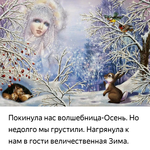 Покинула нас волшебница-Осень. Но
недолго мы грустили. Нагрянула к
нам в гости величественная Зима.